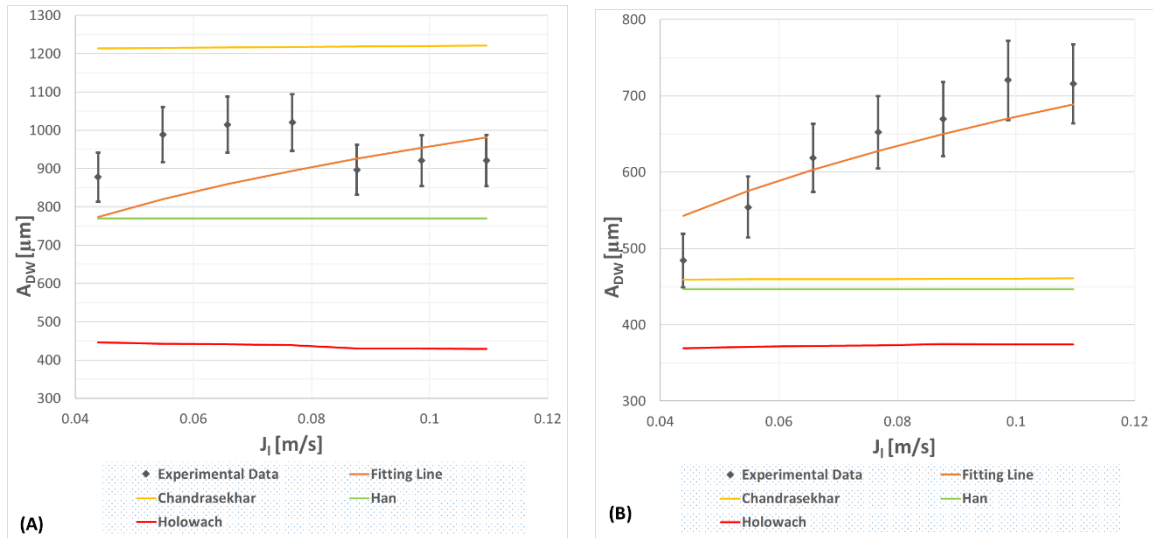 1300
1200
1100
1000
900
800
700
600
500
400
300
A_DW [μm]
0.04 0.06 0.08 0.1 0.12
J_l [m/s]
Experimental Data Fitting Line
Chandrasekhar Han
Holowach
(A)
800
700
600
500
400
300
A_DW [μm]
0.04 0.06 0.08 0.1 0.12
J_l [m/s]
Experimental Data Fitting Line
Chandrasekhar Han
Holowach
(B)